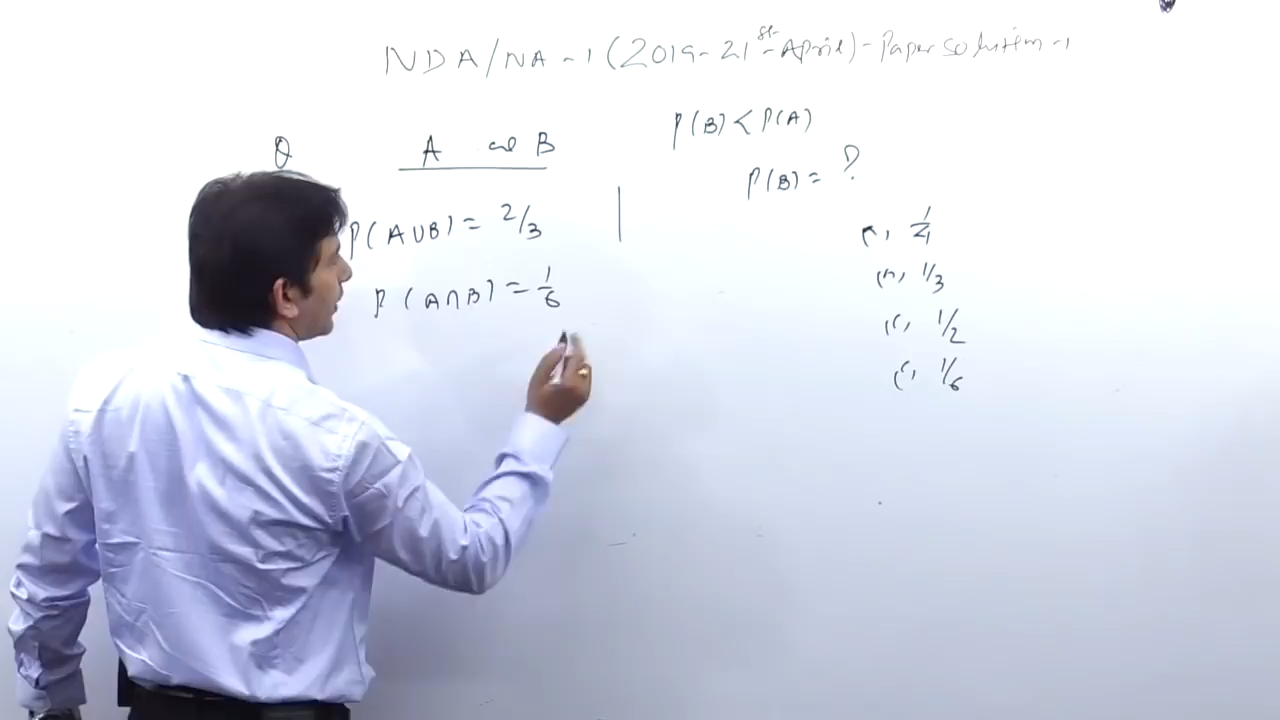 NDA/NA-1 (2019-21st-April)-Paper solution-1
Q A and B
P(A∪B) = 2/3
P(A∩B) = 1/6
P(B) < P(A)
P(B) = ?
1/4
1/3
1/2
1/6